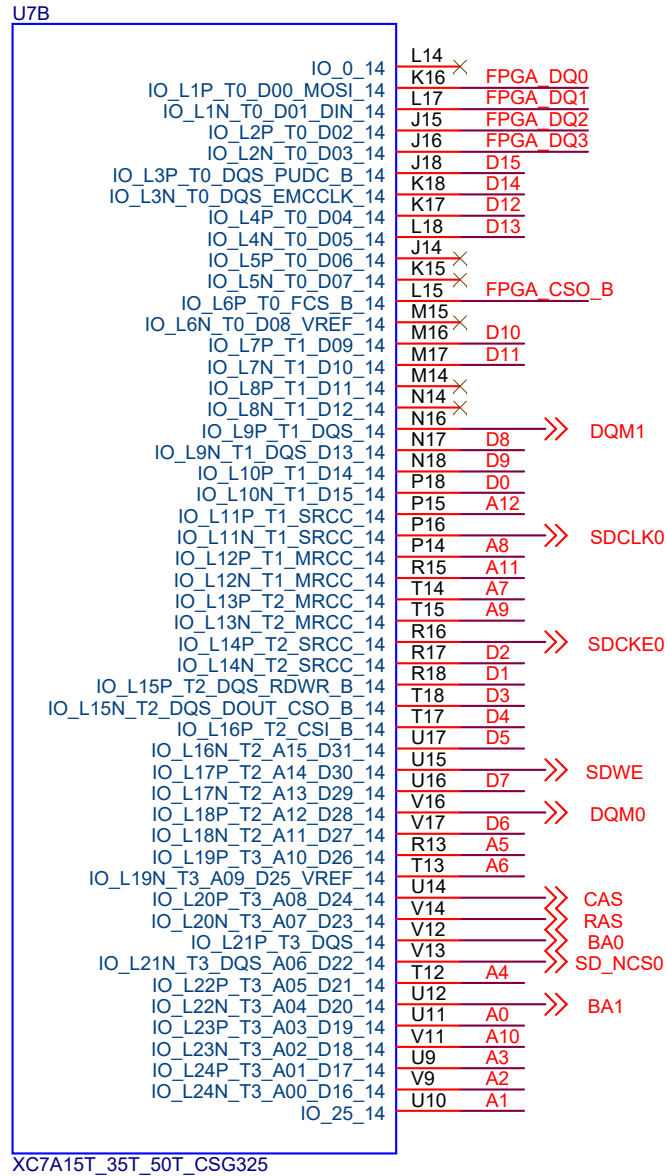 U7B
IO_0_14 L14
IO_L1P_T0_D00_MOSI_14 K16 FPGA_DQ0
IO_L1N_T0_D01_DIN_14 L17 FPGA_DQ1
IO_L2P_T0_D02_14 J15 FPGA_DQ2
IO_L2N_T0_D03_14 J16 FPGA_DQ3
IO_L3P_T0_DQS_PUDC_B_14 J18 D15
IO_L3N_T0_DQS_EMCCLK_14 K18 D14
IO_L4P_T0_D04_14 K17 D12
IO_L4N_T0_D05_14 L18 D13
IO_L5P_T0_D06_14 J14
IO_L5N_T0_D07_14 K15
IO_L6P_T0_FCS_B_14 L15 FPGA_CSO_B
IO_L6N_T0_D08_VREF_14 M15
IO_L7P_T1_D09_14 M16 D10
IO_L7N_T1_D10_14 M17 D11
IO_L8P_T1_D11_14 M14
IO_L8N_T1_D12_14 N14
IO_L9P_T1_DQS_14 N16 DQM1
IO_L9N_T1_DQS_D13_14 N17 D8
IO_L10P_T1_D14_14 N18 D9
IO_L10N_T1_D15_14 P18 D0
IO_L11P_T1_SRCC_14 P15 A12
IO_L11N_T1_SRCC_14 P16 SDCLK0
IO_L12P_T1_MRCC_14 P14 A8
IO_L12N_T1_MRCC_14 R15 A11
IO_L13P_T2_MRCC_14 T14 A7
IO_L13N_T2_MRCC_14 T15 A9
IO_L14P_T2_SRCC_14 R16 SDCKE0
IO_L14N_T2_SRCC_14 R17 D2
IO_L15P_T2_DQS_RDWR_B_14 R18 D1
IO_L15N_T2_DQS_DOUT_CSO_B_14 T18 D3
IO_L16P_T2_CSI_B_14 T17 D4
IO_L16N_T2_A15_D31_14 U17 D5
IO_L17P_T2_A14_D30_14 U15 SDWE
IO_L17N_T2_A13_D29_14 U16 D7
IO_L18P_T2_A12_D28_14 V16 DQM0
IO_L18N_T2_A11_D27_14 V17 D6
IO_L19P_T3_A10_D26_14 R13 A5
IO_L19N_T3_A09_D25_VREF_14 T13 A6
IO_L20P_T3_A08_D24_14 U14 CAS
IO_L20N_T3_A07_D23_14 V14 RAS
IO_L21P_T3_DQS_14 V12 BA0
IO_L21N_T3_DQS_A06_D22_14 V13 SD_NCS0
IO_L22P_T3_A05_D21_14 T12 A4
IO_L22N_T3_A04_D20_14 U12 BA1
IO_L23P_T3_A03_D19_14 U11 A0
IO_L23N_T3_A02_D18_14 V11 A10
IO_L24P_T3_A01_D17_14 U9 A3
IO_L24N_T3_A00_D16_14 V9 A2
IO_25_14 U10 A1
XC7A15T_35T_50T_CSG325